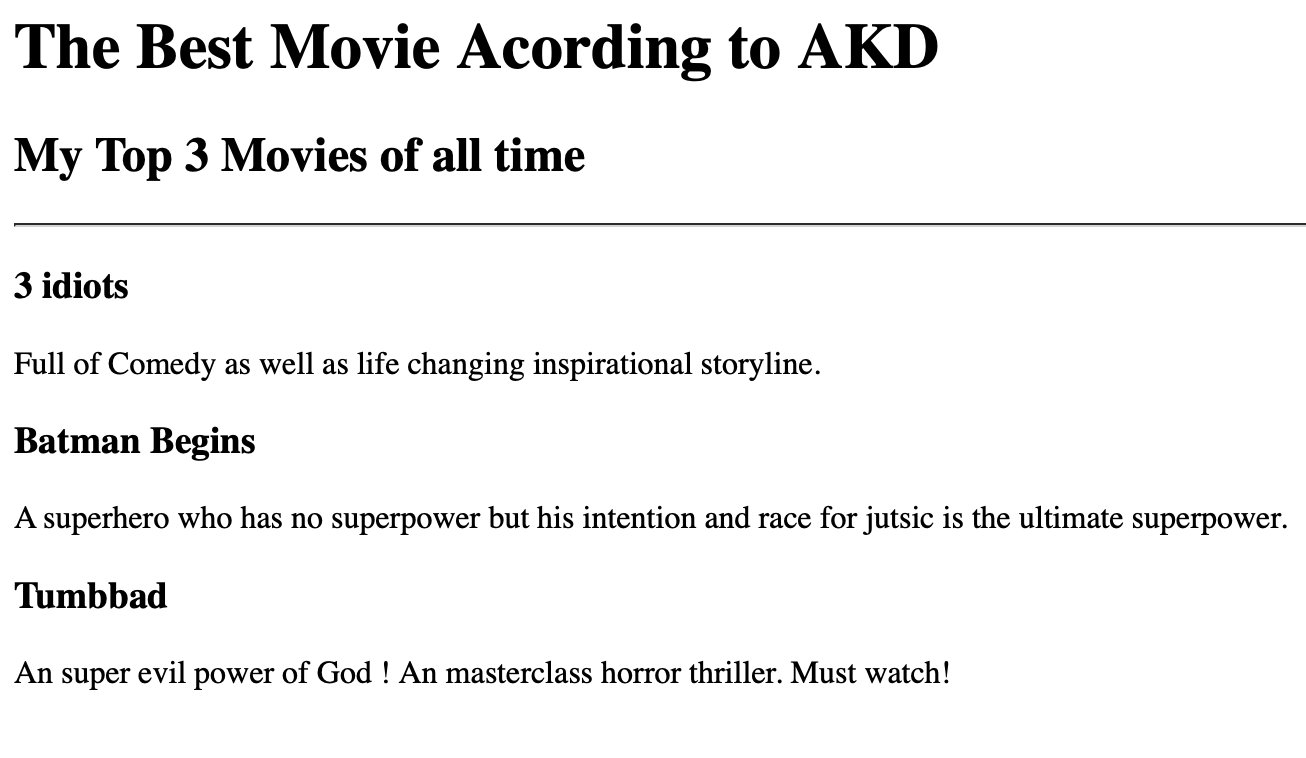 The Best Movie Acording to AKD
My Top 3 Movies of all time
3 idiots
Full of Comedy as well as life changing inspirational storyline.
Batman Begins
A superhero who has no superpower but his intention and race for jutsic is the ultimate superpower.
Tumbbad
An super evil power of God ! An masterclass horror thriller. Must watch!